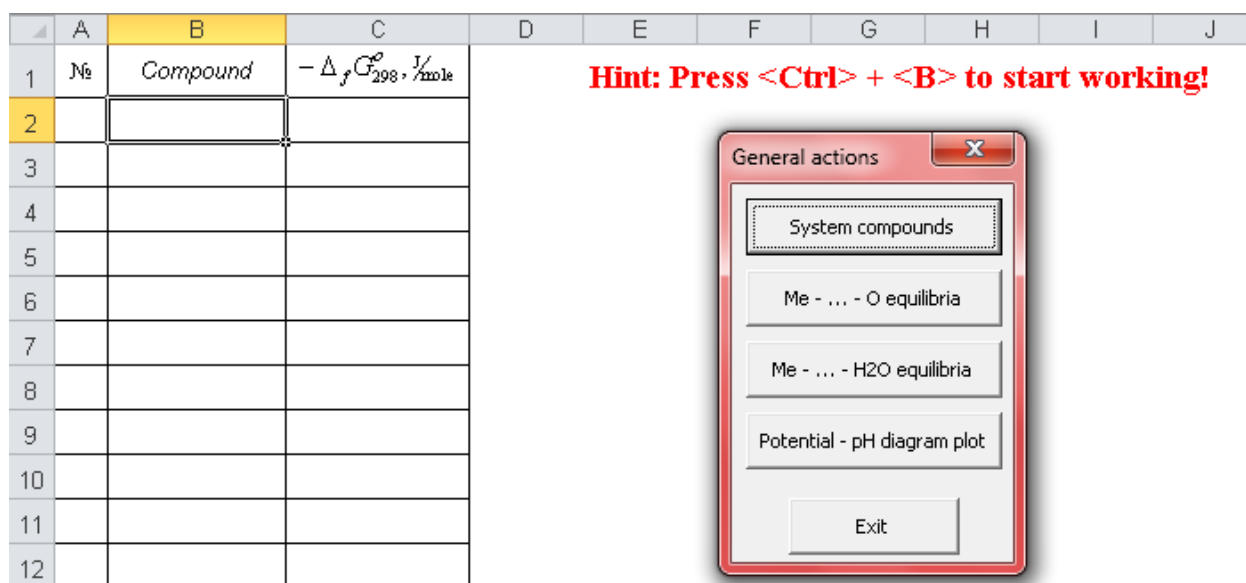 A B C D E F G H I J
1 № Compound − Δ_f G°₂₉₈, J/mole Hint: Press <Ctrl> + <B> to start working!
2
3 General actions
4 System compounds
5
6 Me - ... - O equilibria
7
8 Me - ... - H2O equilibria
9 Potential - pH diagram plot
10
11 Exit
12